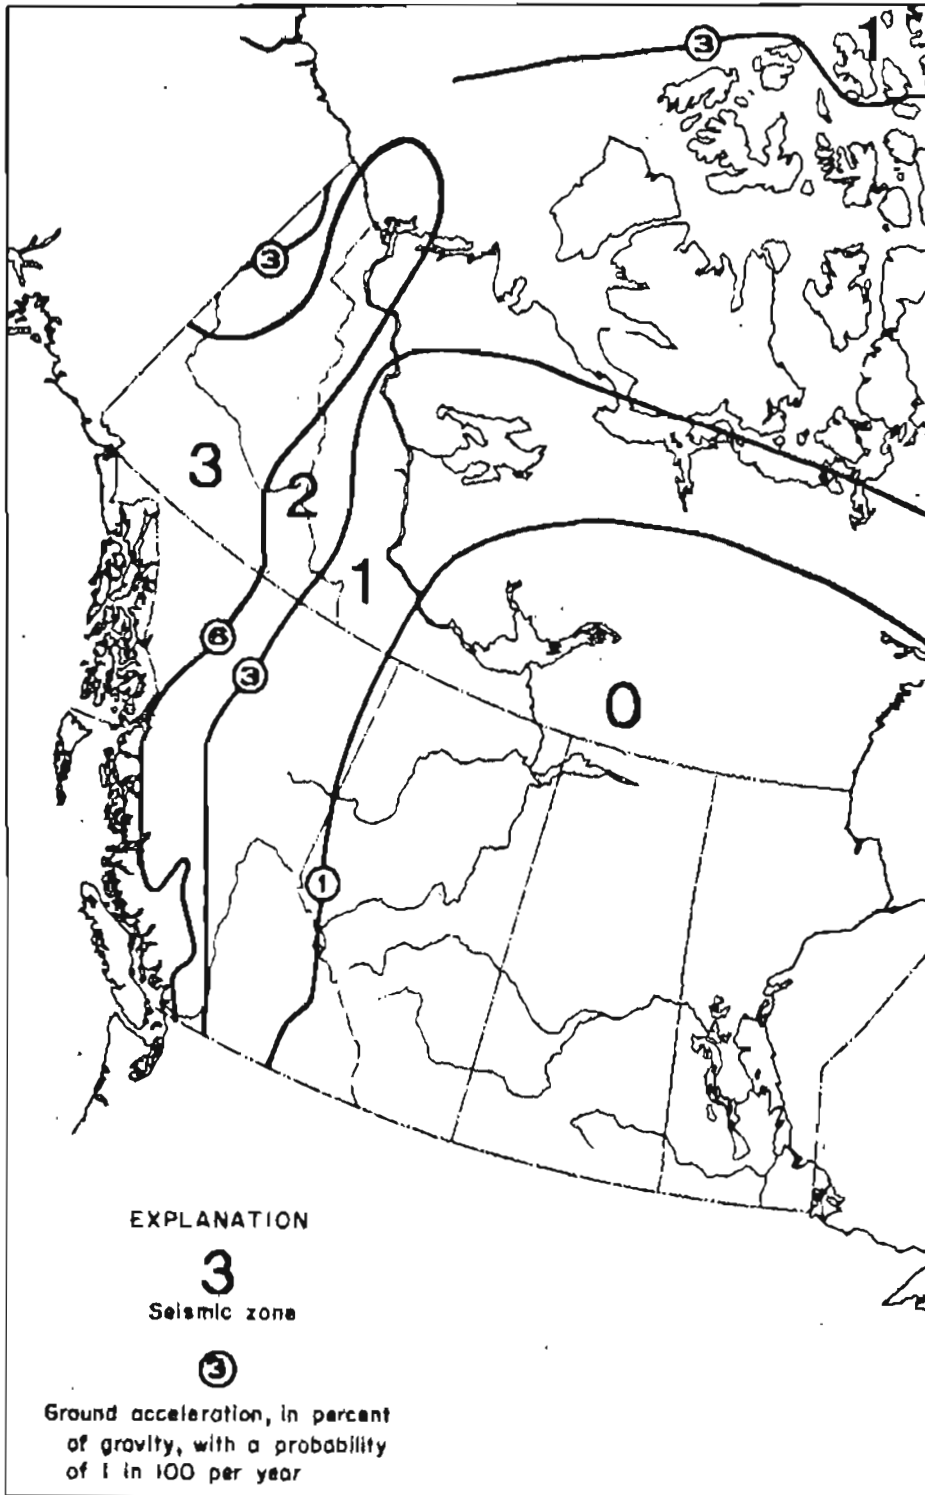 3
1
3
3
2
1
6
3
0
1
EXPLANATION
3
Seismic zone
3
Ground acceleration, in percent
of gravity, with a probability
of 1 in 100 per year